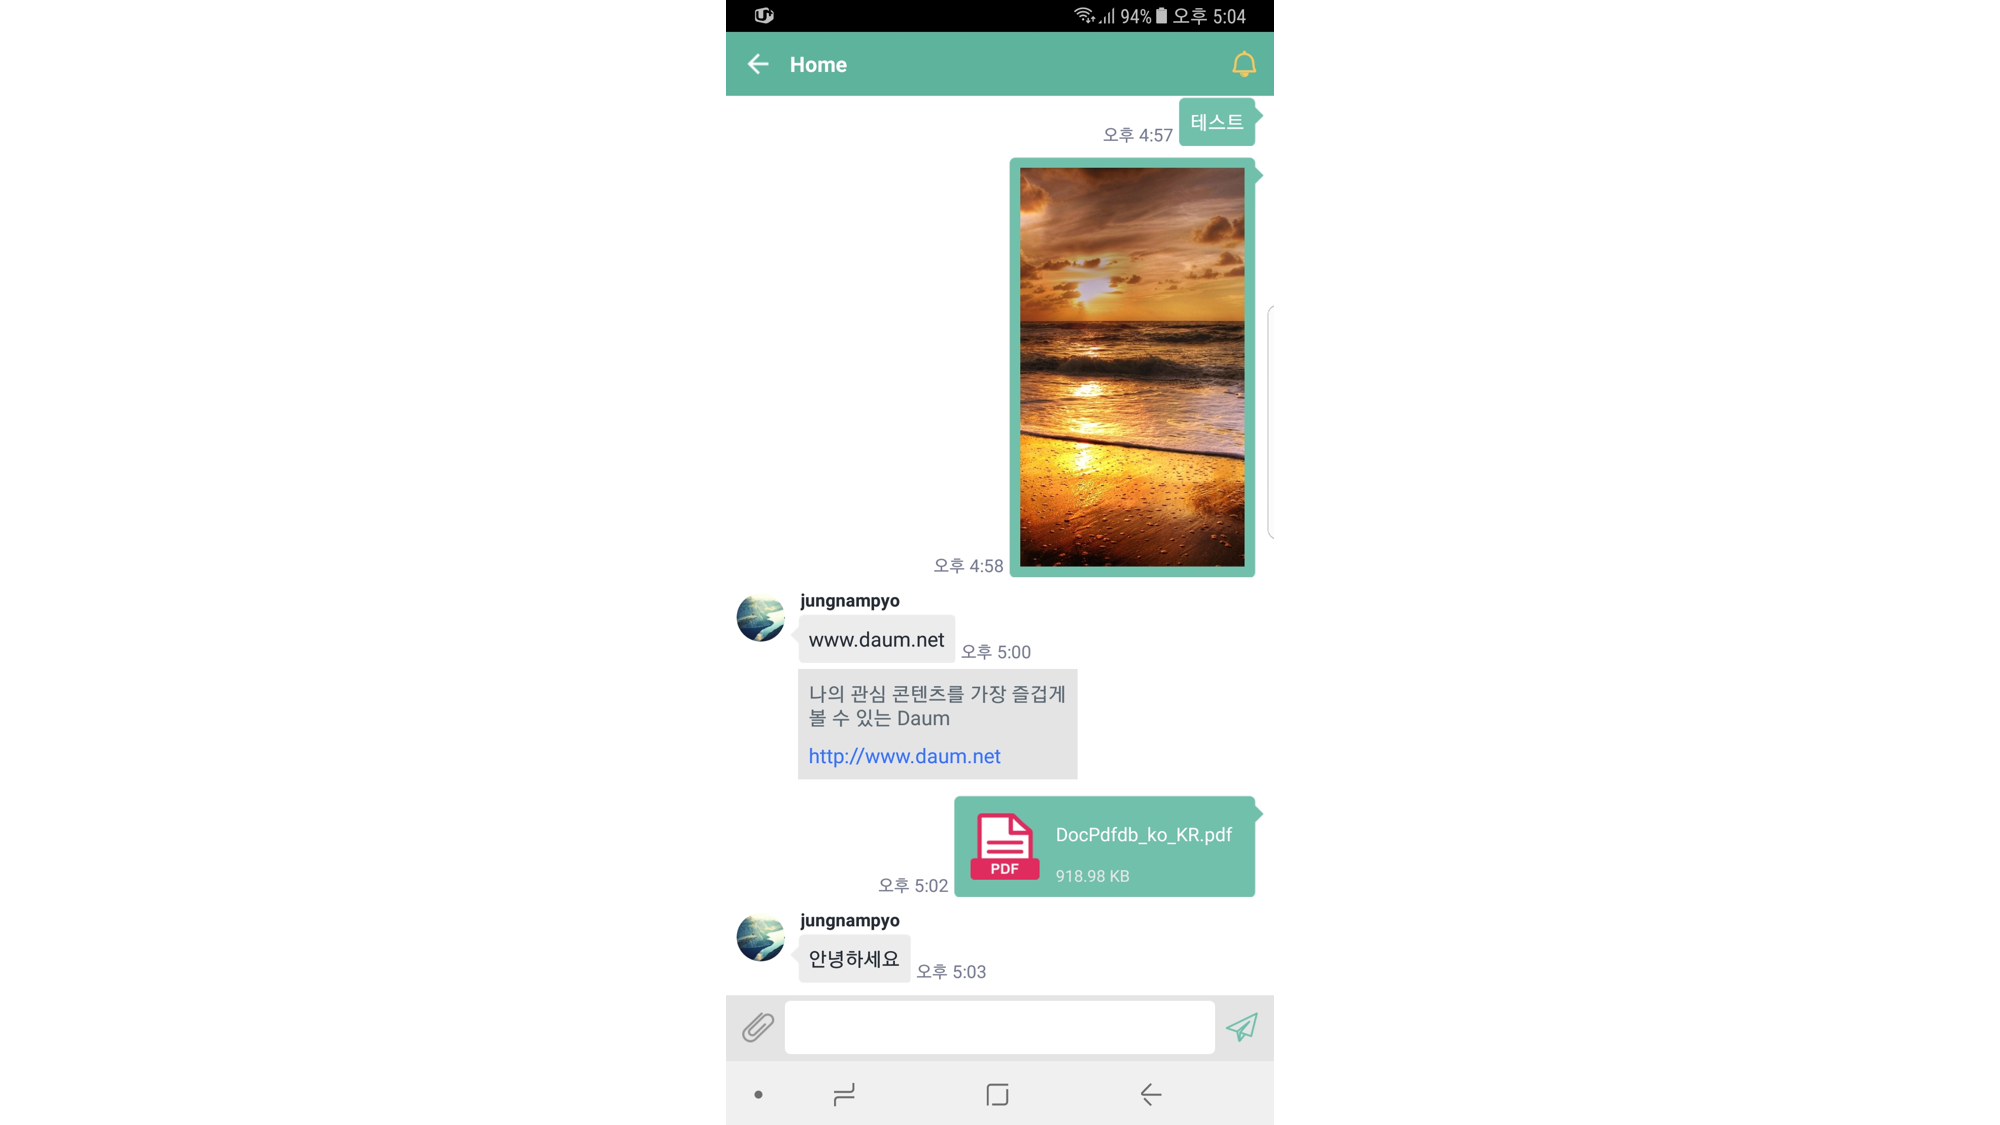 94% 오후 5:04
Home
테스트
오후 4:57
오후 4:58
jungnampyo
www.daum.net
오후 5:00
나의 관심 콘텐츠를 가장 즐겁게
볼 수 있는 Daum
http://www.daum.net
DocPdfdb_ko_KR.pdf
PDF
918.98 KB
오후 5:02
jungnampyo
안녕하세요
오후 5:03